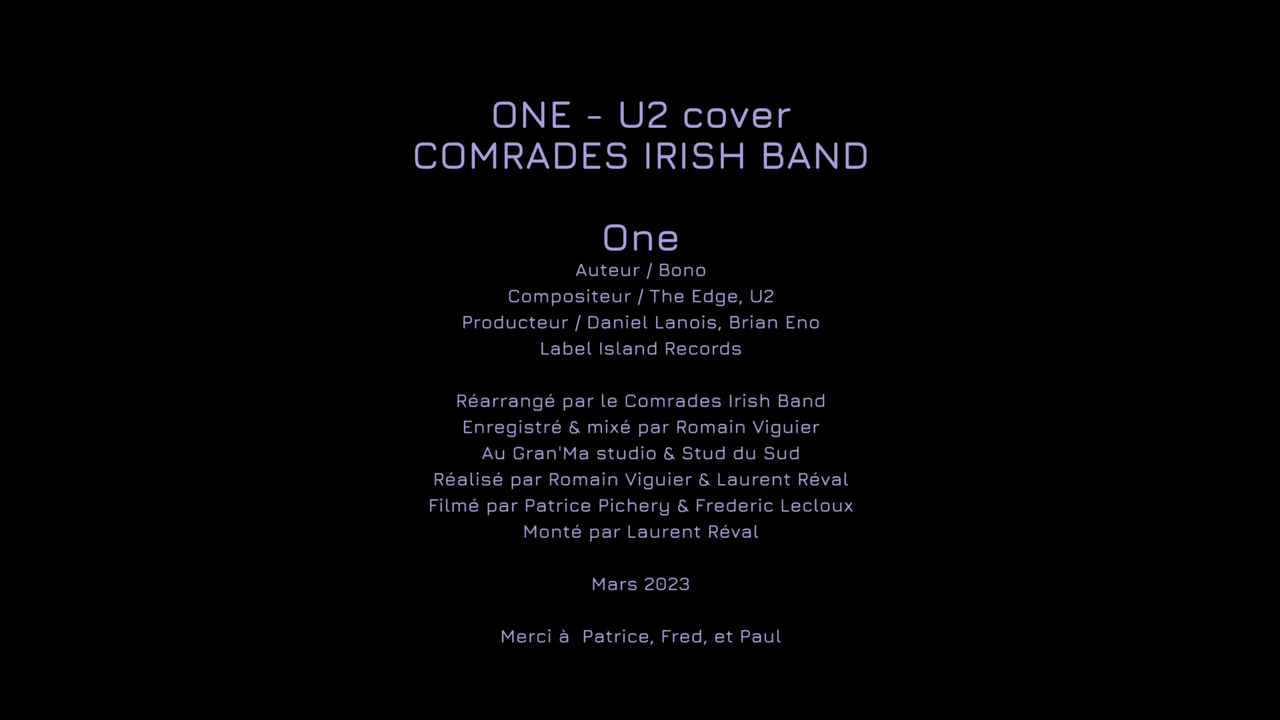 ONE - U2 cover
COMRADES IRISH BAND
One
Auteur / Bono
Compositeur / The Edge, U2
Producteur / Daniel Lanois, Brian Eno
Label Island Records
Réarrangé par le Comrades Irish Band
Enregistré & mixé par Romain Viguier
Au Gran'Ma studio & Stud du Sud
Réalisé par Romain Viguier & Laurent Réval
Filmé par Patrice Pichery & Frederic Lecloux
Monté par Laurent Réval
Mars 2023
Merci à  Patrice, Fred, et Paul